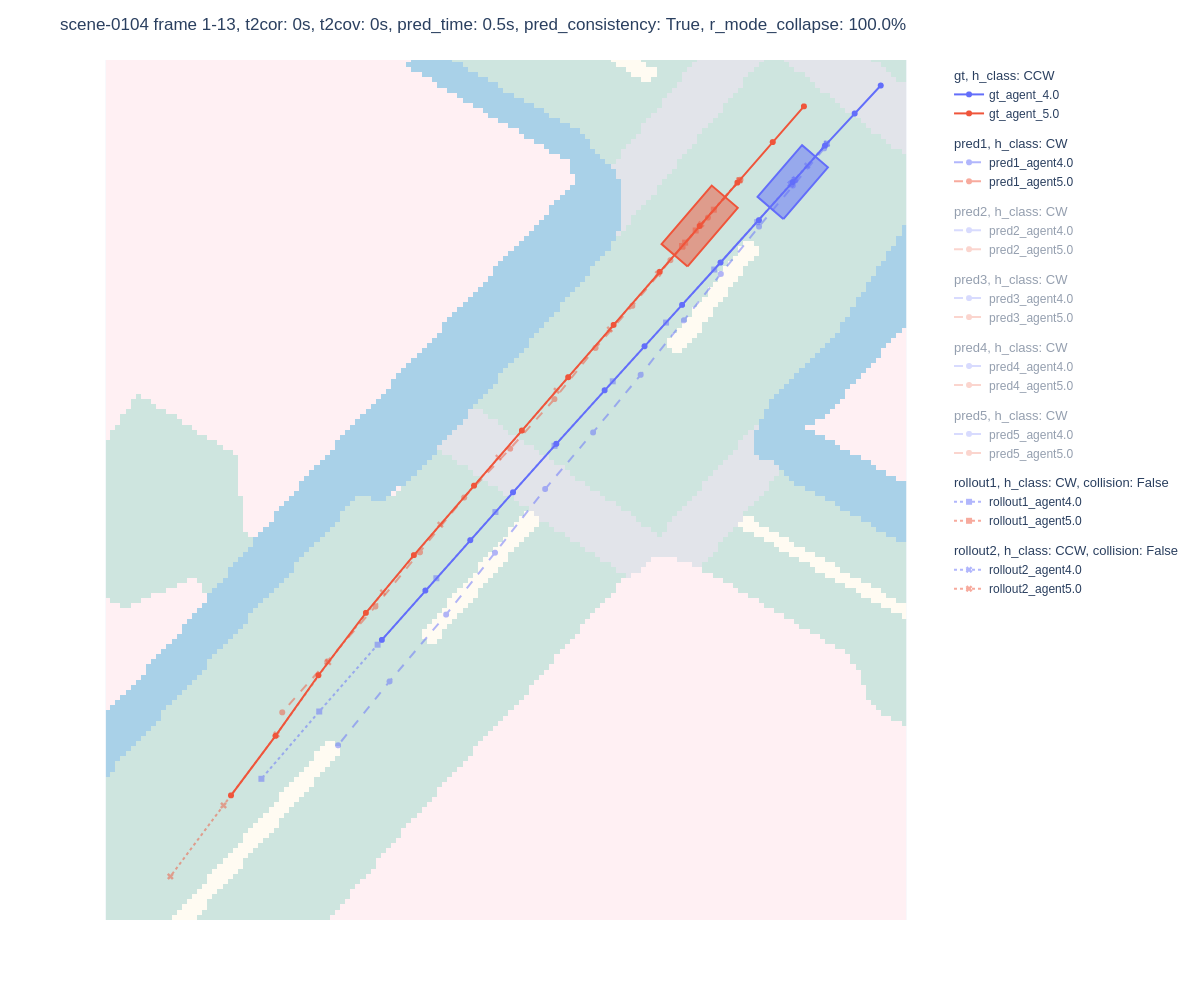 scene-0104 frame 1-13, t2cor: 0s, t2cov: 0s, pred_time: 0.5s, pred_consistency: True, r_mode_collapse: 100.0%
gt, h_class: CCW
gt_agent_4.0
gt_agent_5.0
pred1, h_class: CW
pred1_agent4.0
pred1_agent5.0
pred2, h_class: CW
pred2_agent4.0
pred2_agent5.0
pred3, h_class: CW
pred3_agent4.0
pred3_agent5.0
pred4, h_class: CW
pred4_agent4.0
pred4_agent5.0
pred5, h_class: CW
pred5_agent4.0
pred5_agent5.0
rollout1, h_class: CW, collision: False
rollout1_agent4.0
rollout1_agent5.0
rollout2, h_class: CCW, collision: False
rollout2_agent4.0
rollout2_agent5.0